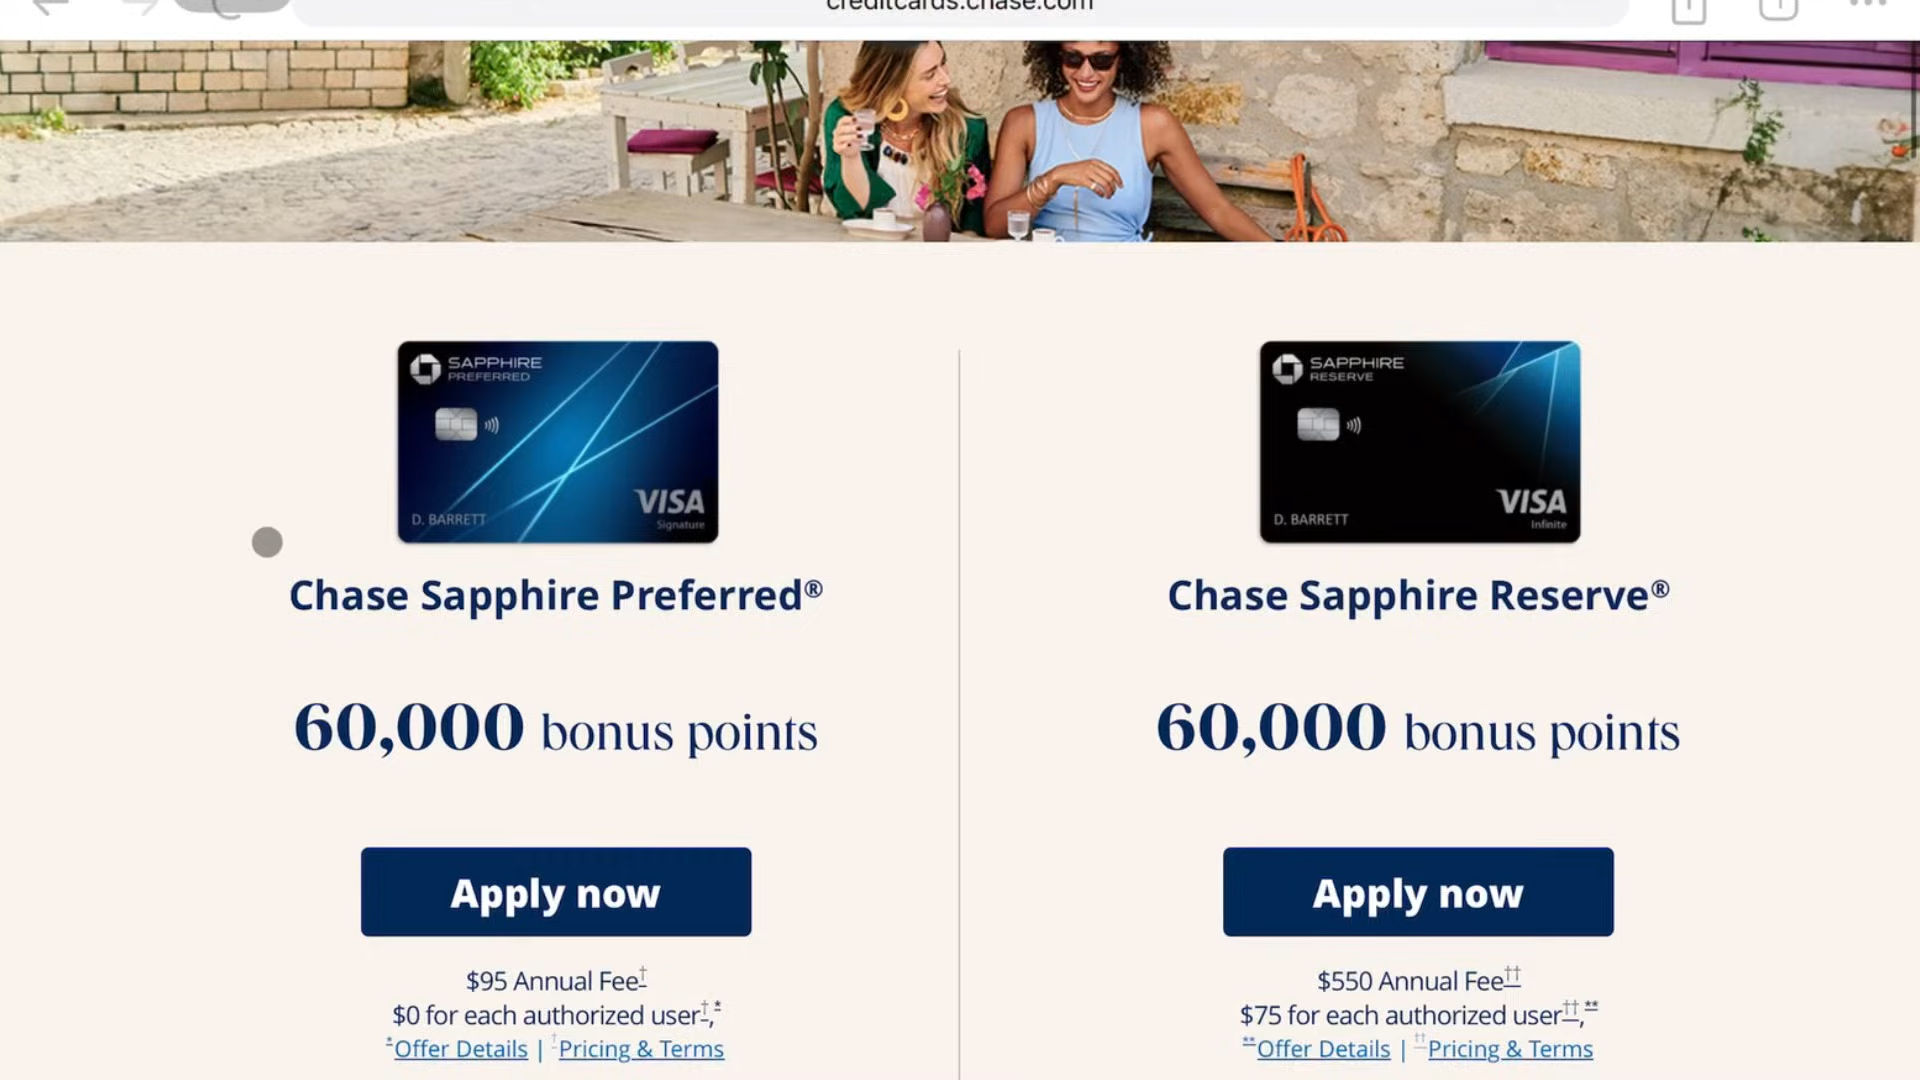 creditcards.chase.com
SAPPHIRE
PREFERRED
VISA
Signature
D. BARRETT
SAPPHIRE
RESERVE
VISA
Infinite
D. BARRETT
Chase Sapphire Preferred®
Chase Sapphire Reserve®
60,000 bonus points
60,000 bonus points
Apply now
Apply now
$95 Annual Fee†
$0 for each authorized user†,*
*Offer Details | †Pricing & Terms
$550 Annual Fee††
$75 for each authorized user††,**
**Offer Details | ††Pricing & Terms